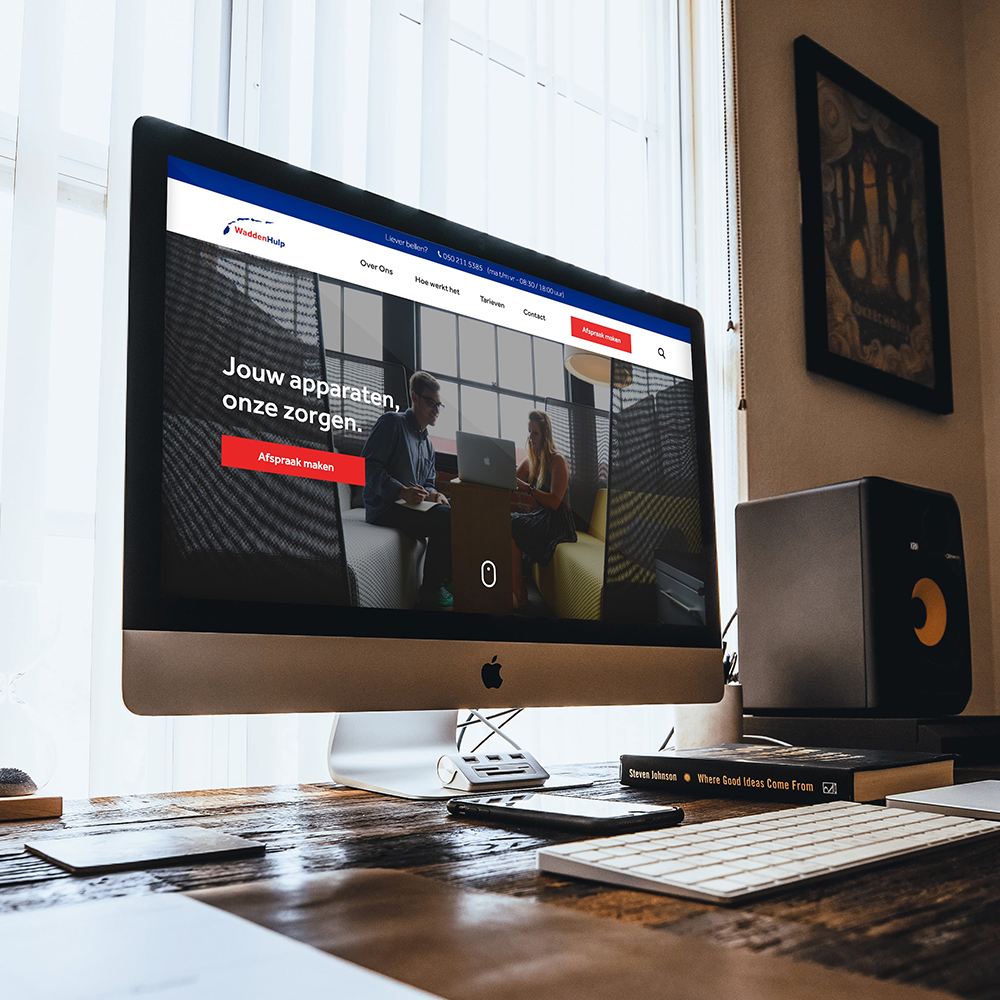 Liever bellen? 050 211 5385 (ma t/m vr - 08:30 / 18:00 uur)
WaddenHulp
Over Ons Hoe werkt het Tarieven Contact Afspraak maken
Jouw apparaten,
onze zorgen.
Afspraak maken
Steven Johnson Where Good Ideas Come From